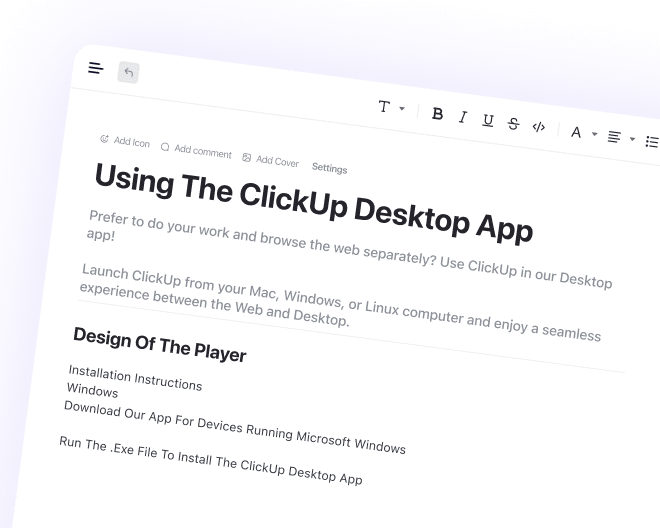 T B I U S </> A
Add Icon Add comment Add Cover Settings
Using The ClickUp Desktop App
Prefer to do your work and browse the web separately? Use ClickUp in our Desktop
app!
Launch ClickUp from your Mac, Windows, or Linux computer and enjoy a seamless
experience between the Web and Desktop.
Design Of The Player
Installation Instructions
Windows
Download Our App For Devices Running Microsoft Windows
Run The .Exe File To Install The ClickUp Desktop App